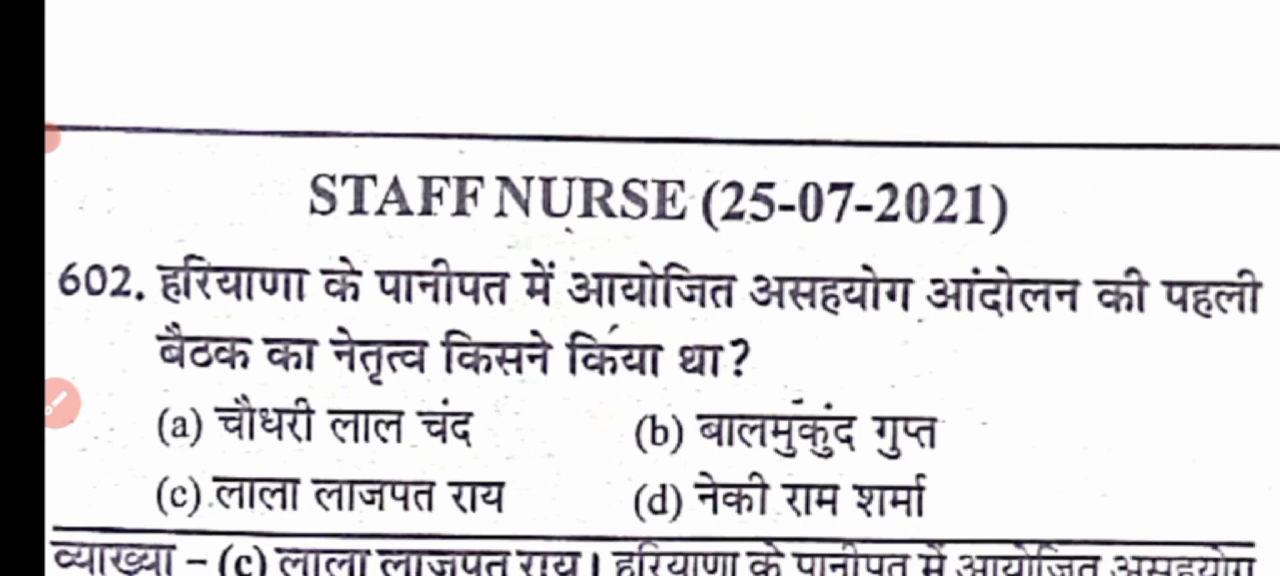 STAFF NURSE (25-07-2021)
602. हरियाणा के पानीपत में आयोजित असहयोग आंदोलन की पहली
बैठक का नेतृत्व किसने किया था?
(a) चौधरी लाल चंद (b) बालमुकुंद गुप्त
(c) लाला लाजपत राय (d) नेकी राम शर्मा
व्याख्या – (c) लाला लाजपत राय। हरियाणा के पानीपत में आयोजित असहयोग